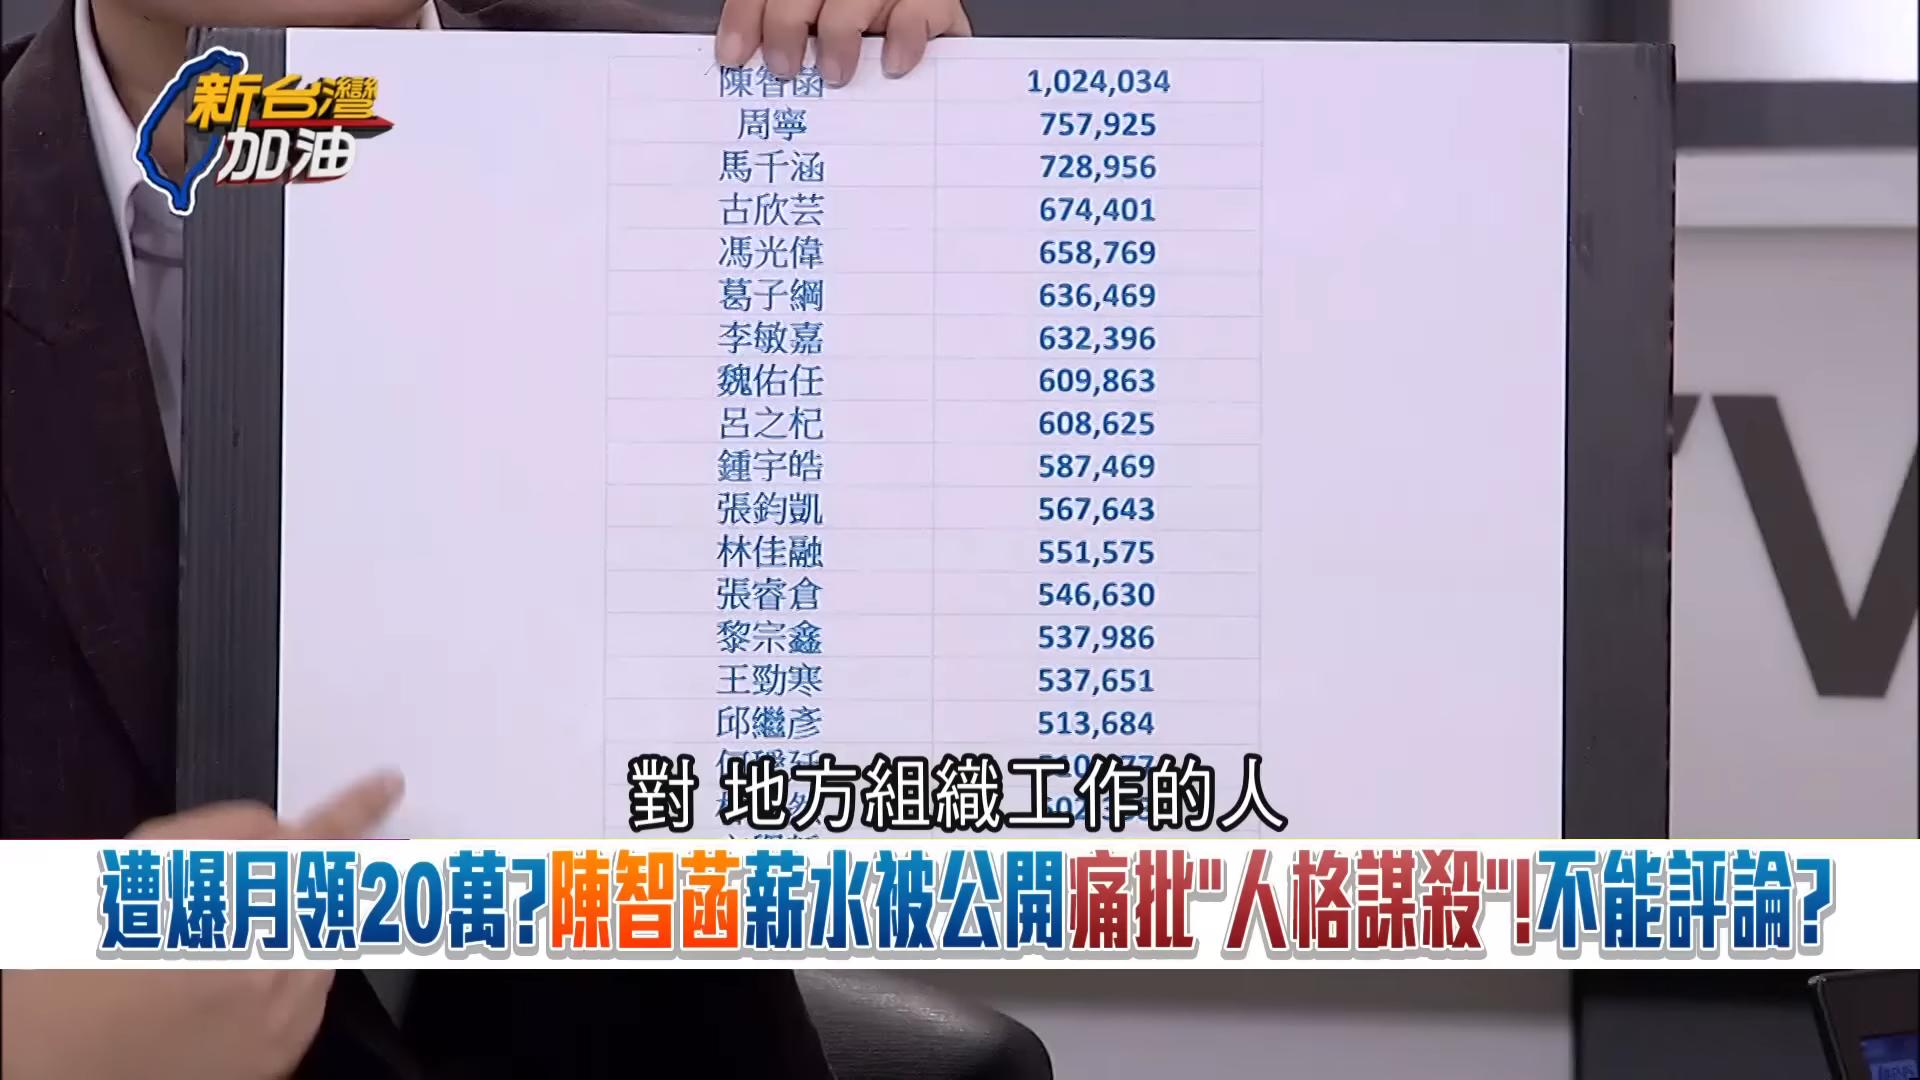 新台灣
加油
陳智菡 1,024,034
周寧 757,925
馬千涵 728,956
古欣芸 674,401
馮光偉 658,769
葛子綱 636,469
李敏嘉 632,396
魏佑任 609,863
呂之杞 608,625
鍾宇皓 587,469
張鈞凱 567,643
林佳融 551,575
張睿倉 546,630
黎宗鑫 537,986
王勁寒 537,651
邱繼彥 513,684
對 地方組織工作的人
遭爆月領20萬?陳智菡薪水被公開痛批"人格謀殺"!不能評論?